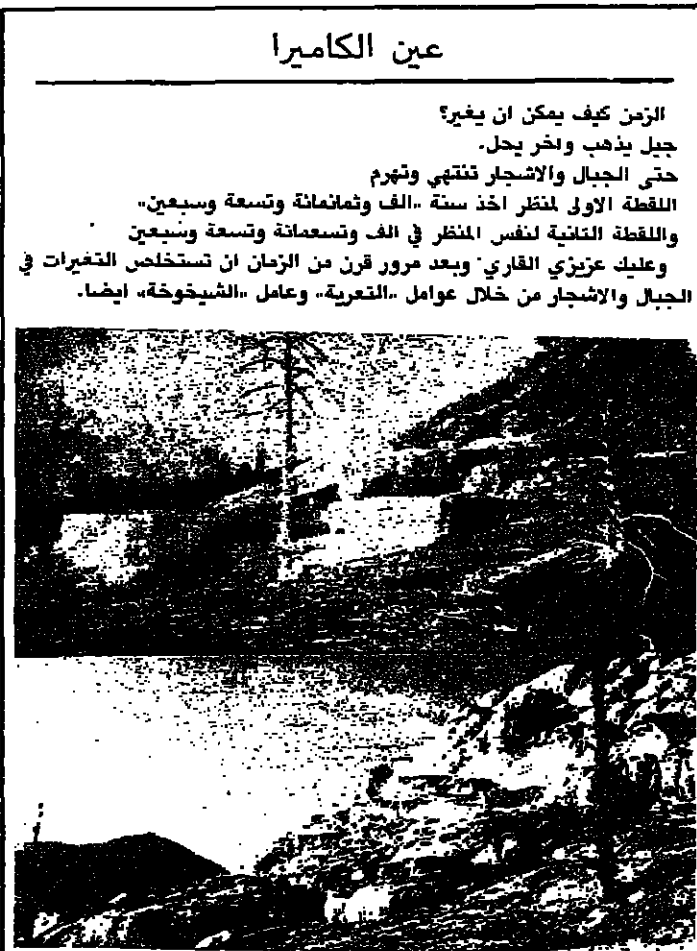 عين الكاميرا
الزمن كيف يمكن ان يغير؟
جيل يذهب واخر يحل.
حتى الجبال والاشجار تنتهي وتهرم
اللقطة الاولى لمنظر اخذ سنة «الف وثمانمائة وتسعة وسبعين»
واللقطة الثانية لنفس المنظر في الف وتسعمائة وتسعة وسبعين
وعليك عزيزي القاري وبعد مرور قرن من الزمان ان تستخلص التغيرات في
الجبال والاشجار من خلال عوامل «التعرية» وعامل «الشيخوخة» ايضا.